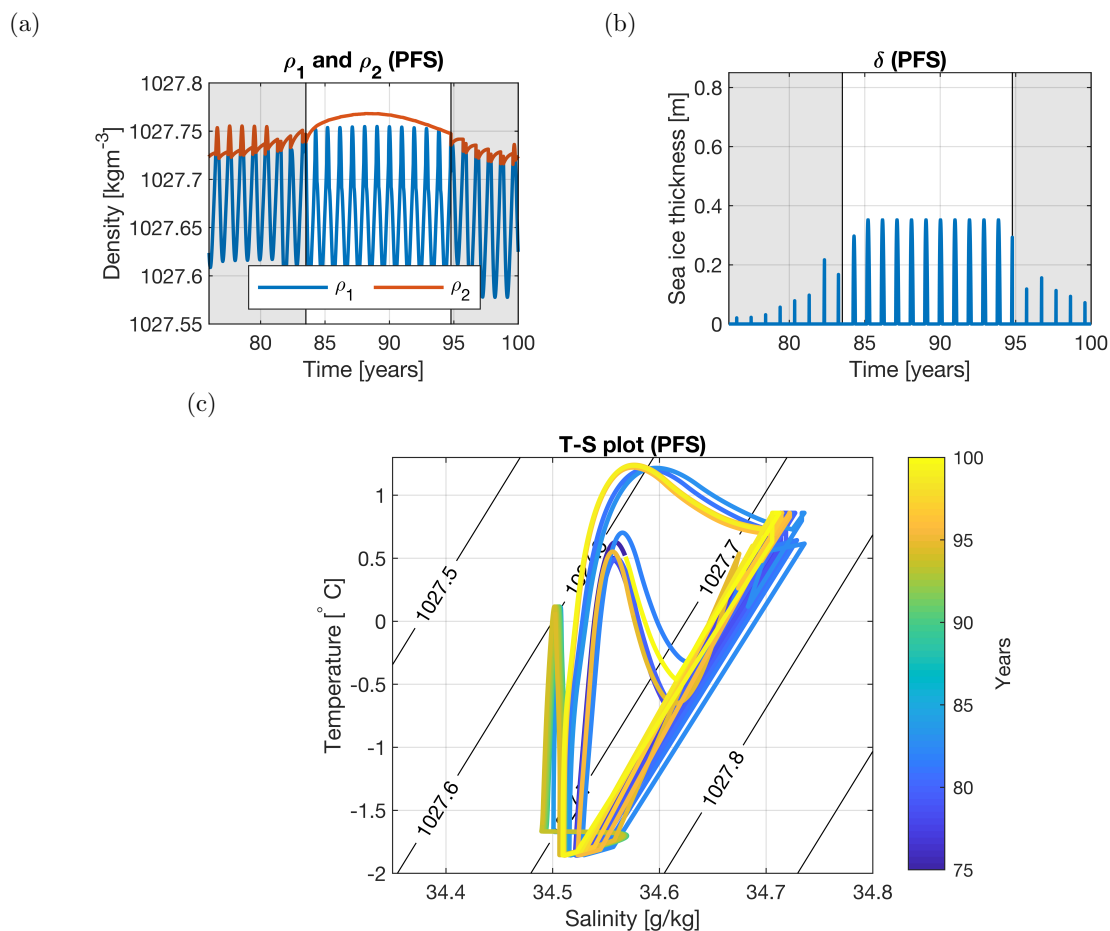 (a)
ρ1 and ρ2 (PFS)
1027.8
1027.75
1027.7
1027.65
1027.6
1027.55
Density [kgm-3]
80 85 90 95 100
Time [years]
ρ1 ρ2
(b)
δ (PFS)
0.8
0.6
0.4
0.2
0
Sea ice thickness [m]
80 85 90 95 100
Time [years]
(c)
T-S plot (PFS)
1
0.5
0
-0.5
-1
-1.5
-2
Temperature [° C]
1027.5
1027.7
1027.6
1027.8
34.4 34.5 34.6 34.7 34.8
Salinity [g/kg]
100
95
90
85
80
75
Years